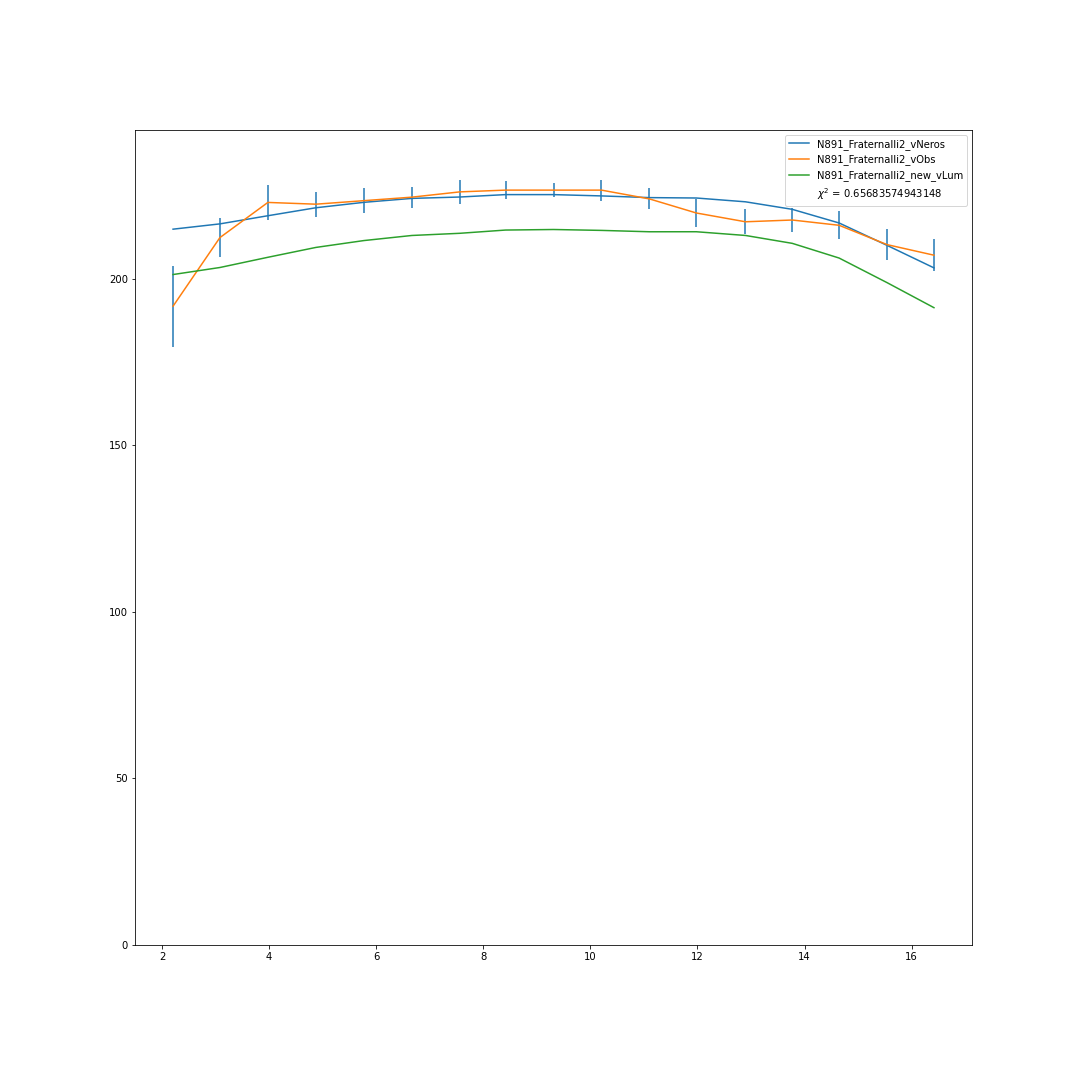 N891_Fraternalli2_vNeros
N891_Fraternalli2_vObs
N891_Fraternalli2_new_vLum
χ² = 0.65683574943148
200
150
100
50
0
2 4 6 8 10 12 14 16